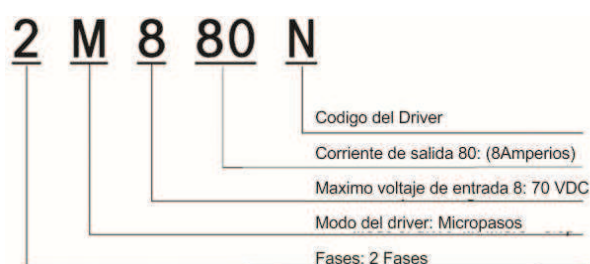 2 M 8 80 N
Codigo del Driver
Corriente de salida 80: (8Amperios)
Maximo voltaje de entrada 8: 70 VDC
Modo del driver: Micropasos
Fases: 2 Fases